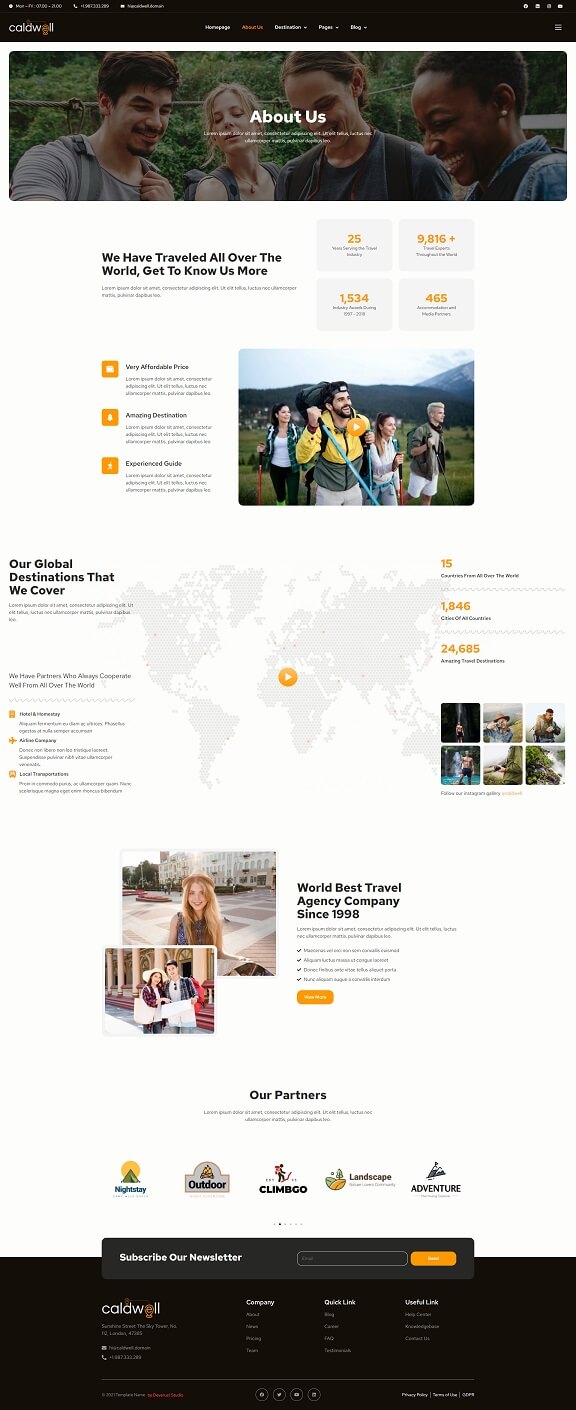 Mon - Fri : 07.00 - 21.00
+1.987.333.289
hi@caldwell.domain
caldwell
Homepage
About Us
Destination
Pages
Blog
About Us
Lorem ipsum dolor sit amet, consectetur adipiscing elit. Ut elit tellus, luctus nec
ullamcorper mattis, pulvinar dapibus leo.
We Have Traveled All Over The
World, Get To Know Us More
Lorem ipsum dolor sit amet, consectetur adipiscing elit. Ut elit tellus, luctus nec ullamcorper
mattis, pulvinar dapibus leo.
25
Years Serving the Travel
Industry
9,816 +
Travel Experts
Throughout the World
1,534
Industry Awards During
1997 - 2018
465
Accommodation and
Media Partners
Very Affordable Price
Lorem ipsum dolor sit amet, consectetur
adipiscing elit. Ut elit tellus, luctus nec
ullamcorper mattis, pulvinar dapibus leo.
Amazing Destination
Lorem ipsum dolor sit amet, consectetur
adipiscing elit. Ut elit tellus, luctus nec
ullamcorper mattis, pulvinar dapibus leo.
Experienced Guide
Lorem ipsum dolor sit amet, consectetur
adipiscing elit. Ut elit tellus, luctus nec
ullamcorper mattis, pulvinar dapibus leo.
Our Global
Destinations That
We Cover
Lorem ipsum dolor sit amet, consectetur adipiscing elit. Ut
elit tellus, luctus nec ullamcorper mattis, pulvinar dapibus
leo.
We Have Partners Who Always Cooperate
Well From All Over The World
Hotel & Homestay
Aliquam fermentum eu diam ac ultrices. Phasellus
egestas at nulla semper accumsan
Airline Company
Donec non libero non leo tristique laoreet.
Suspendisse pulvinar nibh vitae ullamcorper
venenatis.
Local Transportations
Proin in commodo purus, ac ullamcorper quam. Nunc
scelerisque magna eget enim rhoncus bibendum
15
Countries From All Over The World
1,846
Cities Of All Countries
24,685
Amazing Travel Destinations
Follow our instagram gallery @caldwell
World Best Travel
Agency Company
Since 1998
Lorem ipsum dolor sit amet, consectetur adipiscing elit. Ut elit tellus, luctus
nec ullamcorper mattis, pulvinar dapibus leo.
Maecenas vel orci non sem convallis euismod
Aliquam luctus massa ut congue laoreet
Donec finibus ante vitae tellus aliquet porta
Nunc aliquam augue a convallis interdum
View More
Our Partners
Lorem ipsum dolor sit amet, consectetur adipiscing elit. Ut elit tellus, luctus nec
ullamcorper mattis, pulvinar dapibus leo.
Nightstay
Outdoor
CLIMBGO
Landscape
Nature Lovers Community
ADVENTURE
Subscribe Our Newsletter
Email
Send
caldwell
Sunshine Street The Sky Tower, No.
112, London, 47385
hi@caldwell.domain
+1.987.333.289
Company
About
News
Pricing
Team
Quick Link
Blog
Career
FAQ
Testimonials
Useful Link
Help Center
Knowledgebase
Contact Us
© 2021 Template Name by Deverust Studio
Privacy Policy | Terms of Use | GDPR